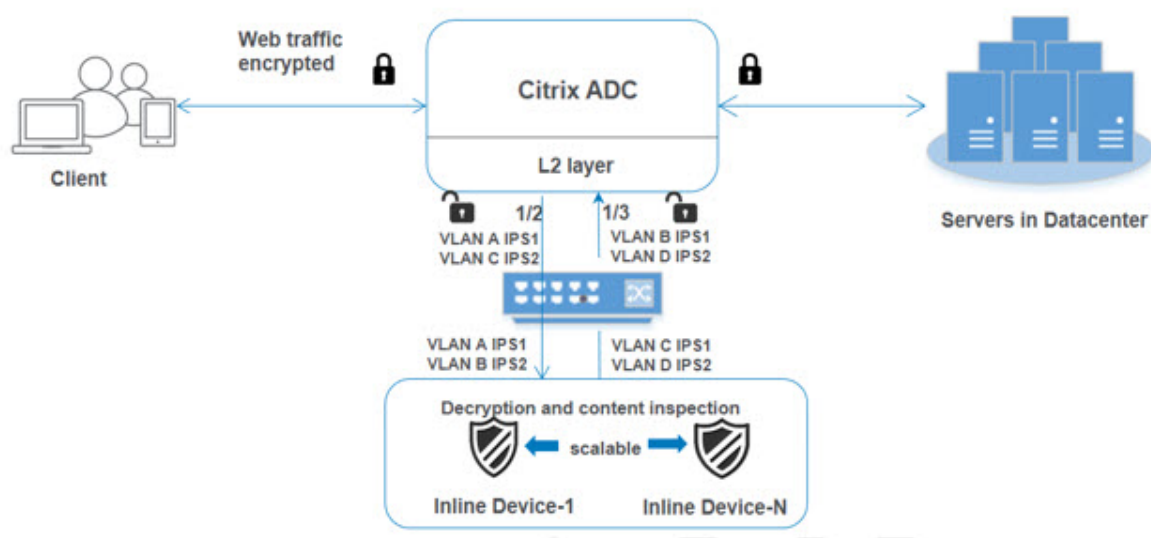 Web traffic
encrypted
Citrix ADC
L2 layer
Client
Servers in Datacenter
1/2
1/3
VLAN A IPS1
VLAN C IPS2
VLAN B IPS1
VLAN D IPS2
VLAN A IPS1
VLAN B IPS2
VLAN C IPS1
VLAN D IPS2
Decryption and content inspection
scalable
Inline Device-1
Inline Device-N